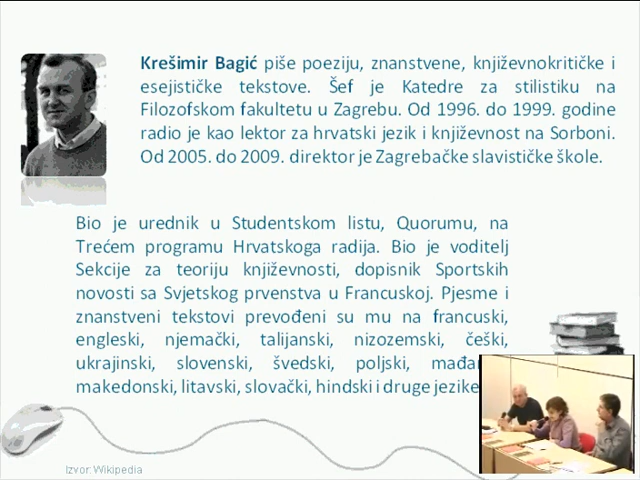 Krešimir Bagić piše poeziju, znanstvene, književnokritičke i
esejističke tekstove. Šef je Katedre za stilistiku na
Filozofskom fakultetu u Zagrebu. Od 1996. do 1999. godine
radio je kao lektor za hrvatski jezik i književnost na Sorboni.
Od 2005. do 2009. direktor je Zagrebačke slavističke škole.
Bio je urednik u Studentskom listu, Quorumu, na
Trećem programu Hrvatskoga radija. Bio je voditelj
Sekcije za teoriju književnosti, dopisnik Sportskih
novosti sa Svjetskog prvenstva u Francuskoj. Pjesme i
znanstveni tekstovi prevođeni su mu na francuski,
engleski, njemački, talijanski, nizozemski, češki,
ukrajinski, slovenski, švedski, poljski,
makedonski, litavski, slovački, hindski i druge jezike
Izvor: Wikipedia